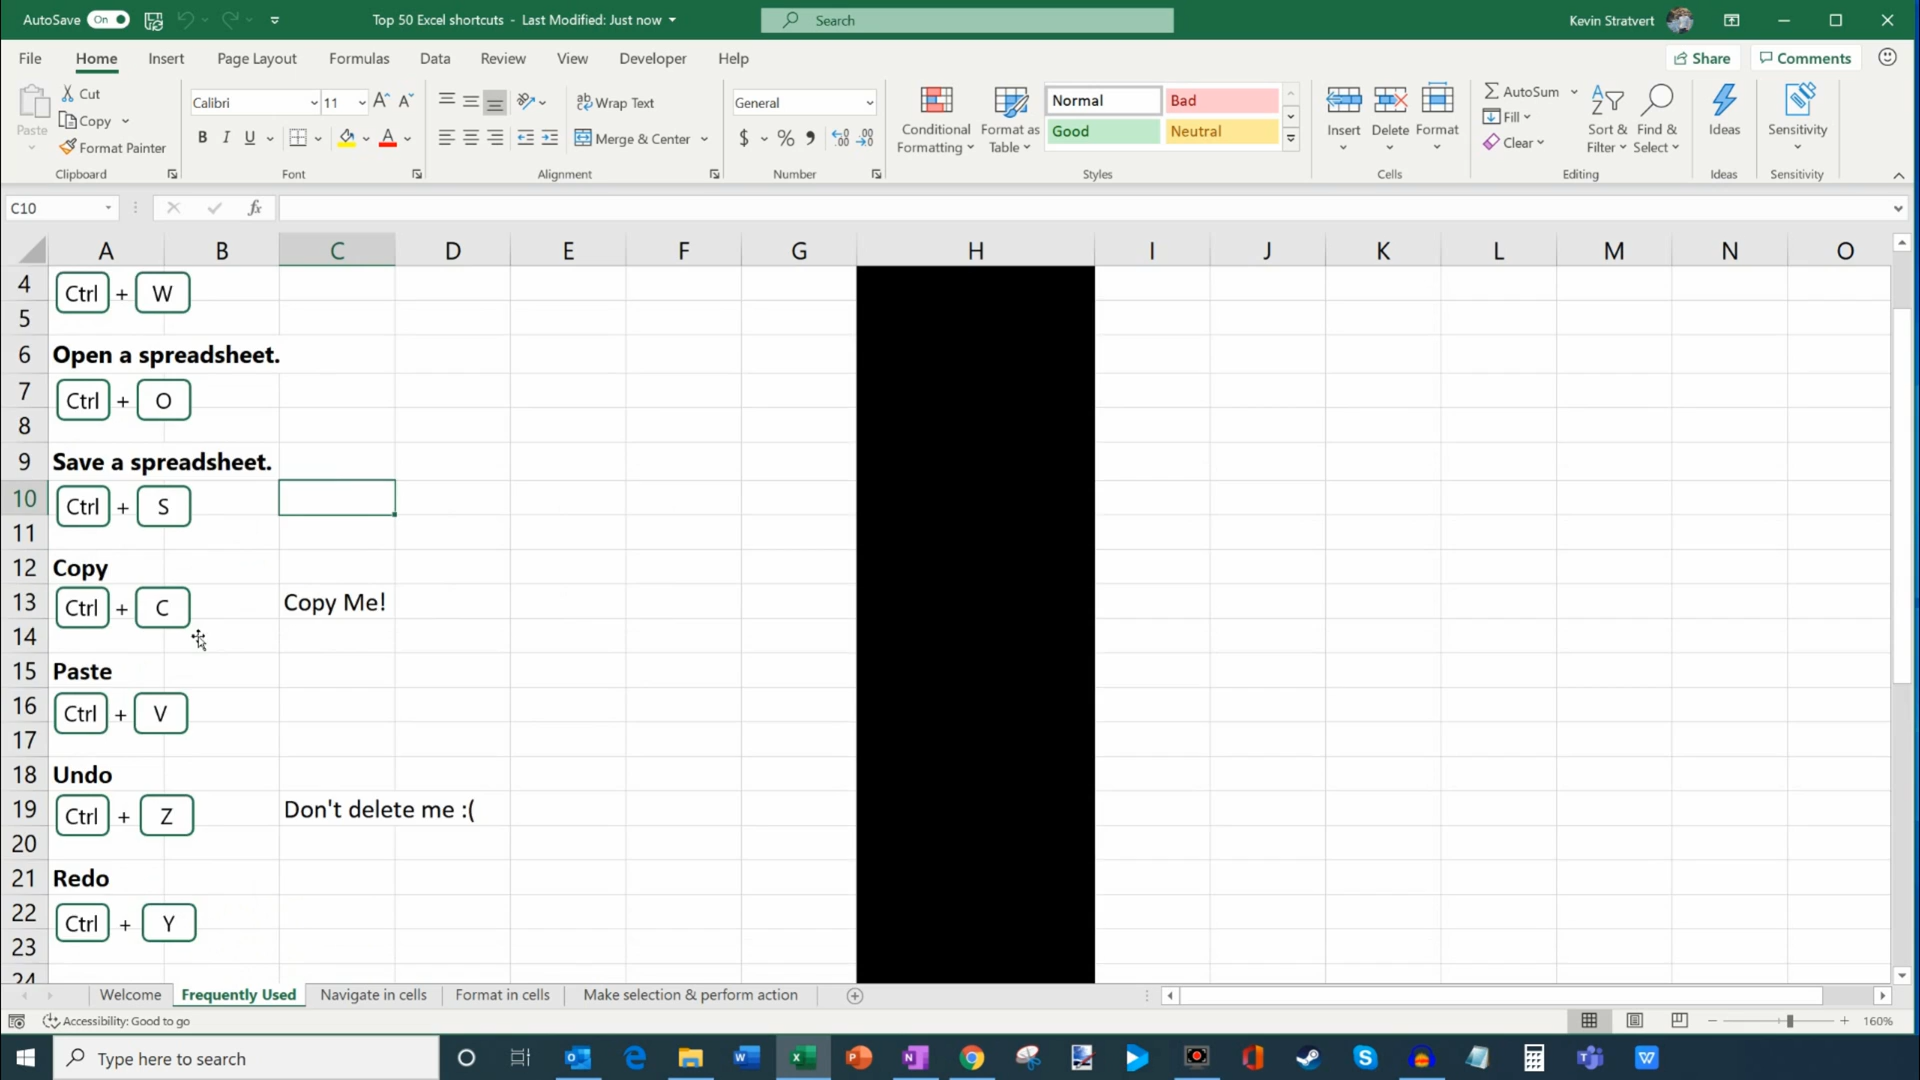 AutoSave On Top 50 Excel shortcuts - Last Modified: Just now Search Kevin Stratvert
File Home Insert Page Layout Formulas Data Review View Developer Help Share Comments
Paste Cut Copy Format Painter Clipboard
Calibri 11 B I U A Font
Wrap Text Merge & Center Alignment
General $ % Number
Conditional Formatting Format as Table Normal Bad Good Neutral Styles
Insert Delete Format Cells
AutoSum Fill Clear Sort & Filter Find & Select Editing
Ideas Ideas
Sensitivity Sensitivity
C10 fx
A B C D E F G H I J K L M N O
4 Ctrl + W
5
6 Open a spreadsheet.
7 Ctrl + O
8
9 Save a spreadsheet.
10 Ctrl + S
11
12 Copy
13 Ctrl + C Copy Me!
14
15 Paste
16 Ctrl + V
17
18 Undo
19 Ctrl + Z Don't delete me :(
20
21 Redo
22 Ctrl + Y
23
24
Welcome Frequently Used Navigate in cells Format in cells Make selection & perform action
Accessibility: Good to go 160%
Type here to search